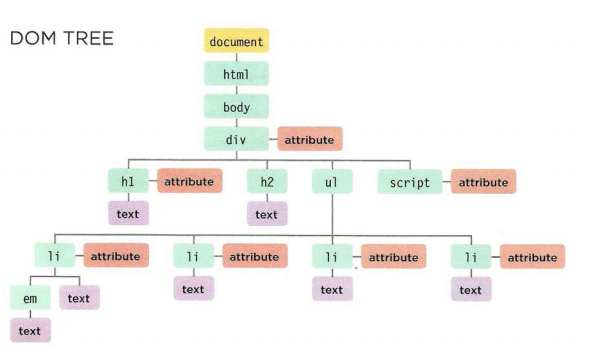 DOM TREE
document
html
body
div attribute
h1 attribute h2 ul script attribute
text text
li attribute li attribute li attribute li attribute
em text text text text
text